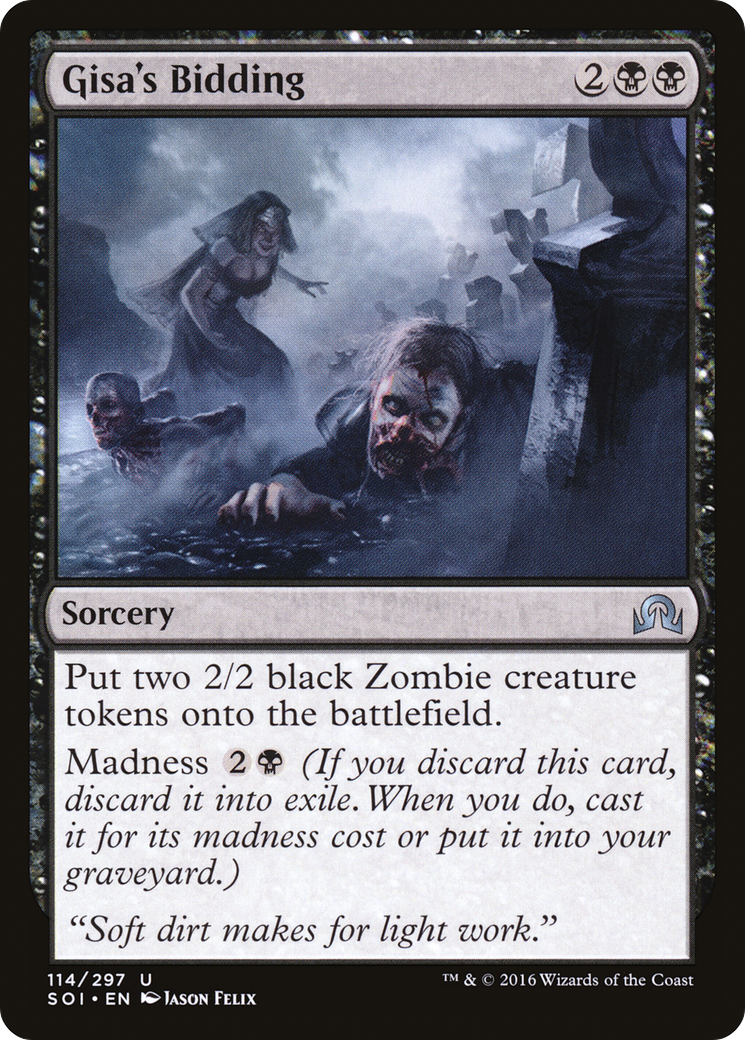 Gisa's Bidding 2
Sorcery
Put two 2/2 black Zombie creature
tokens onto the battlefield.
Madness 2 (If you discard this card,
discard it into exile. When you do, cast
it for its madness cost or put it into your
graveyard.)
“Soft dirt makes for light work.”
114/297 U
SOI • EN Jason Felix
™ & © 2016 Wizards of the Coast